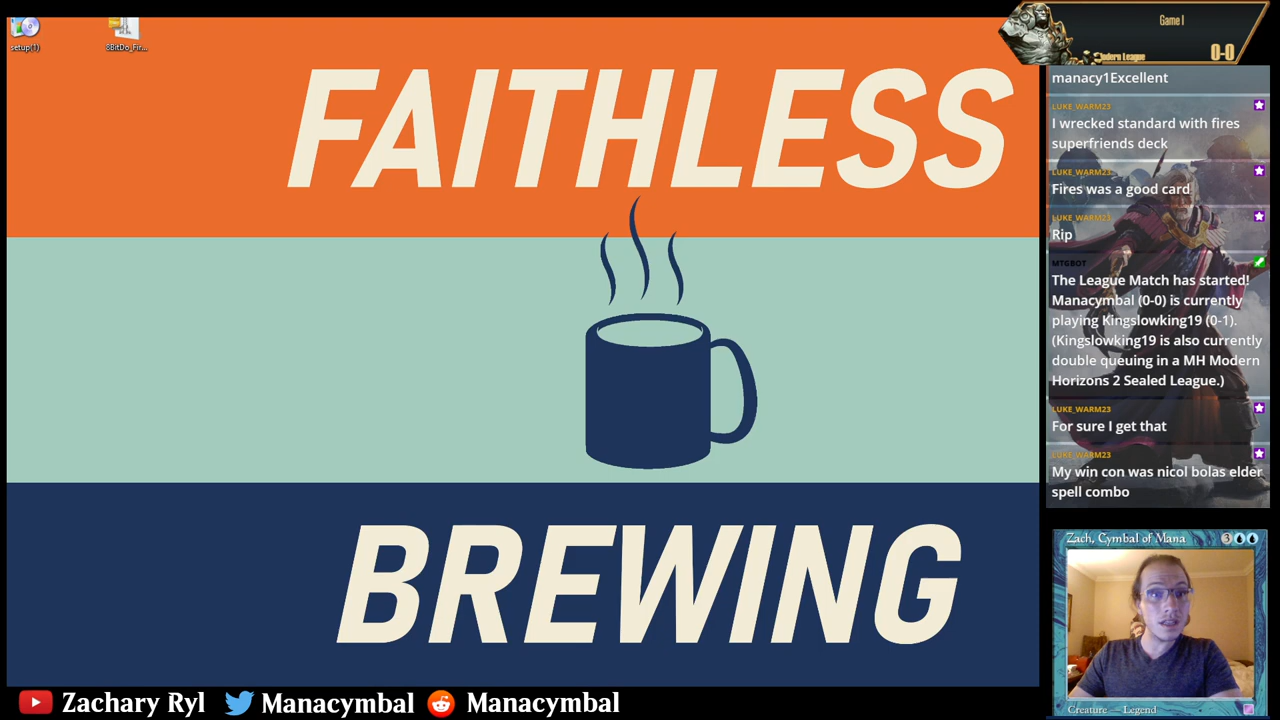 setup(1)
8BitDo_Fir...
FAITHLESS
BREWING
Game 1
Modern League
0-0
manacy1Excellent
LUKE_WARM23
I wrecked standard with fires
superfriends deck
LUKE_WARM23
Fires was a good card
LUKE_WARM23
Rip
MTGBOT
The League Match has started!
Manacymbal (0-0) is currently
playing Kingslowking19 (0-1).
(Kingslowking19 is also currently
double queuing in a MH Modern
Horizons 2 Sealed League.)
LUKE_WARM23
For sure I get that
LUKE_WARM23
My win con was nicol bolas elder
spell combo
Zach, Cymbal of Mana 3
Creature — Legend
Zachary Ryl Manacymbal Manacymbal